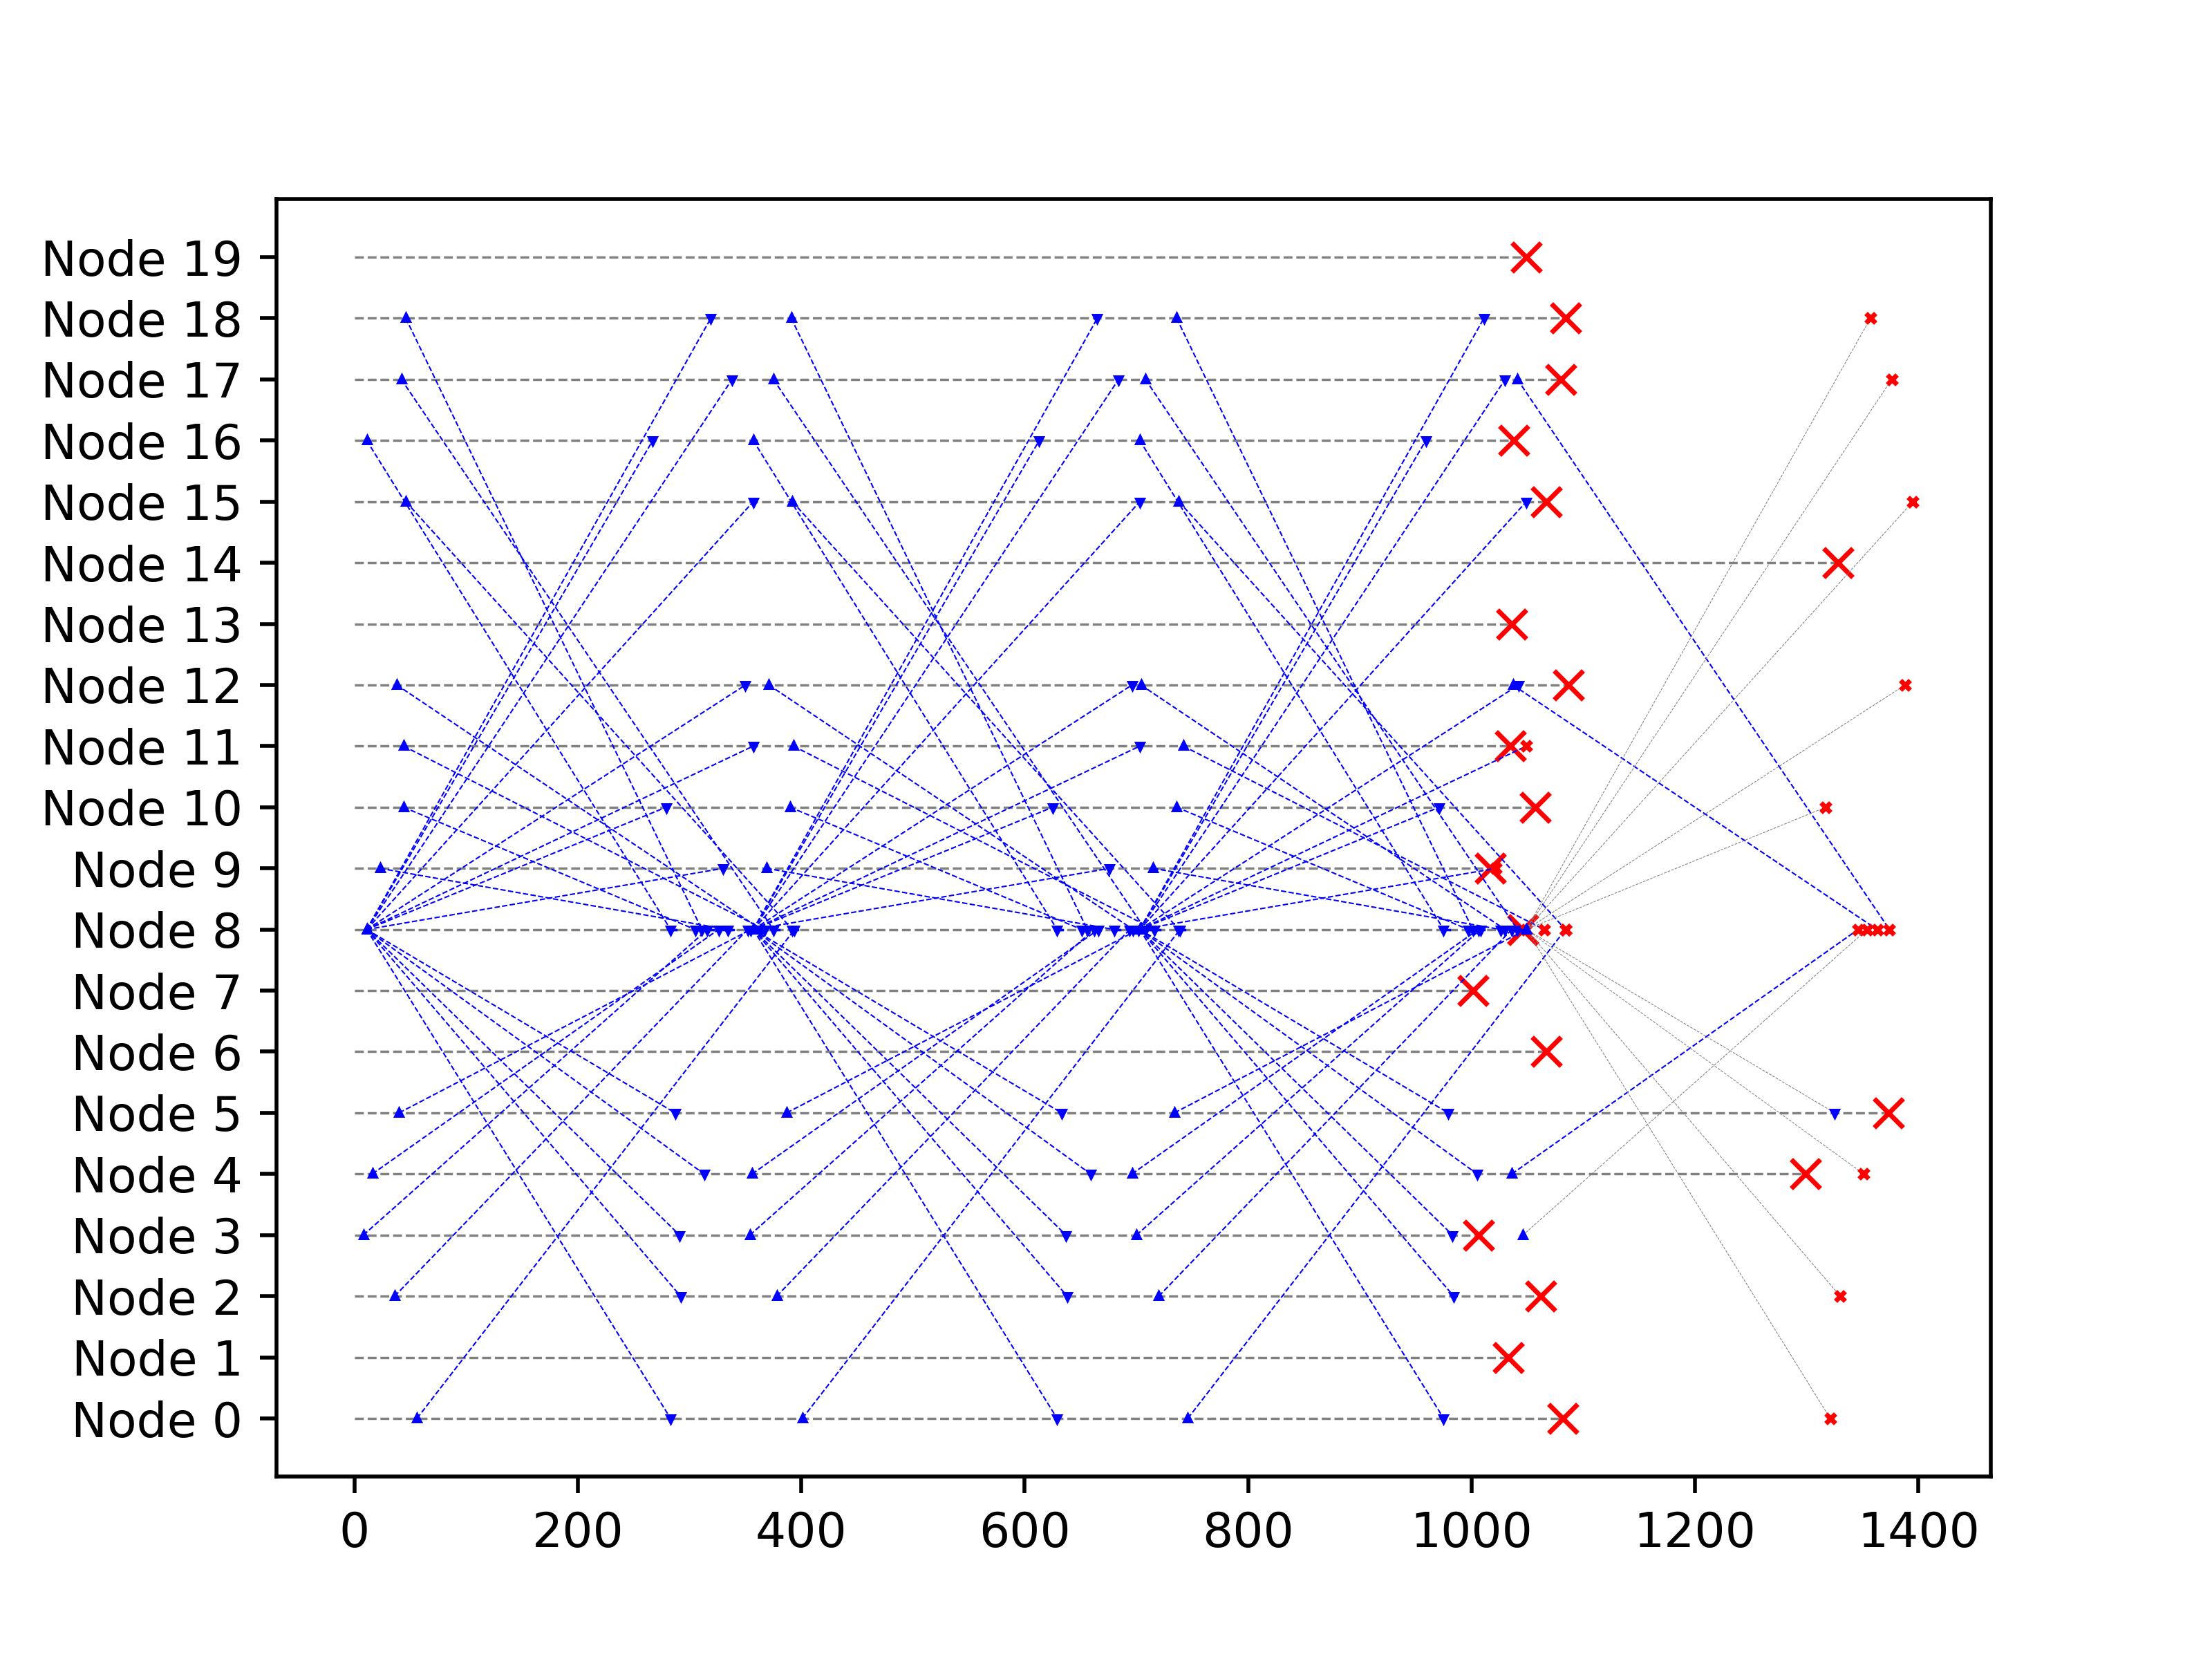 Node 19
Node 18
Node 17
Node 16
Node 15
Node 14
Node 13
Node 12
Node 11
Node 10
Node 9
Node 8
Node 7
Node 6
Node 5
Node 4
Node 3
Node 2
Node 1
Node 0
0 200 400 600 800 1000 1200 1400